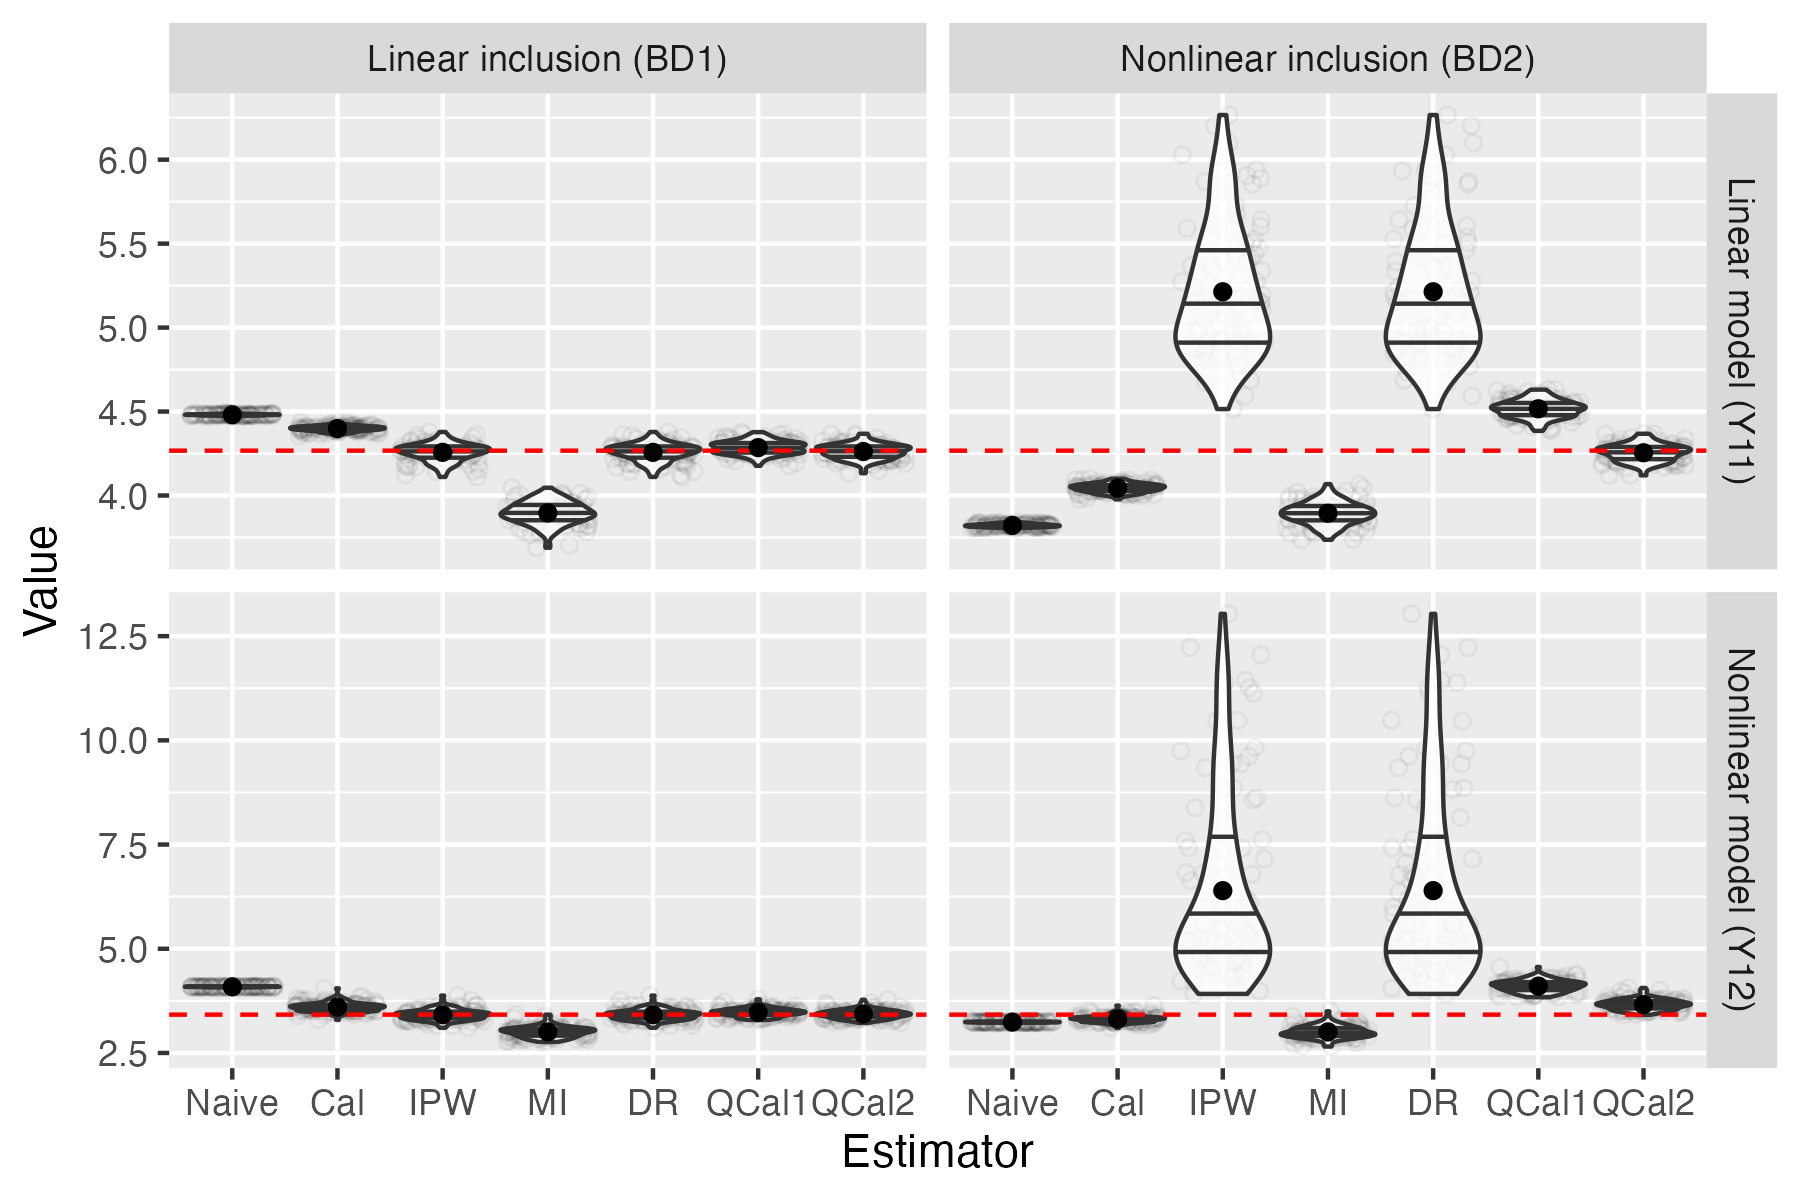 Linear inclusion (BD1)
Nonlinear inclusion (BD2)
Linear model (Y11)
Nonlinear model (Y12)
Value
6.0
5.5
5.0
4.5
4.0
12.5
10.0
7.5
5.0
2.5
Naive Cal IPW MI DR QCal1 QCal2
Naive Cal IPW MI DR QCal1 QCal2
Estimator